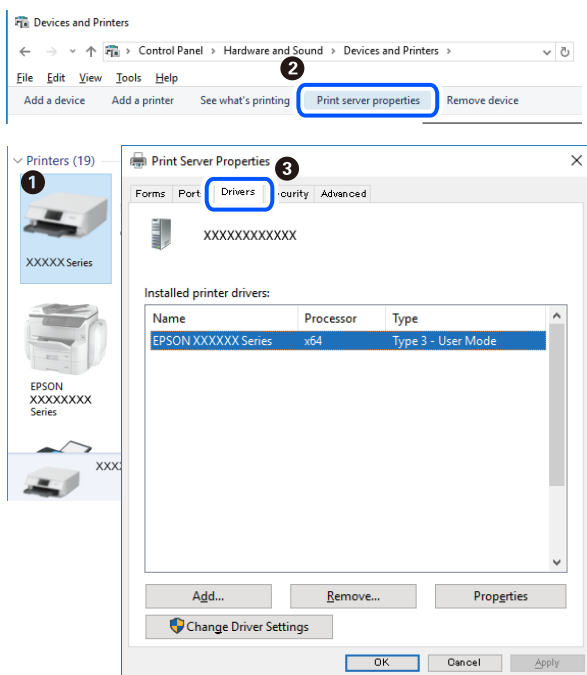 Devices and Printers
Control Panel > Hardware and Sound > Devices and Printers >
2
File Edit View Tools Help
Add a device Add a printer See what's printing Print server properties Remove device
Printers (19)
1
XXXXX Series
EPSON
XXXXXXXX
Series
XXX
Print Server Properties
3
Forms Port Drivers curity Advanced
XXXXXXXXXXXX
Installed printer drivers:
Name Processor Type
EPSON XXXXXX Series x64 Type 3 - User Mode
Add... Remove... Properties
Change Driver Settings
OK Cancel Apply